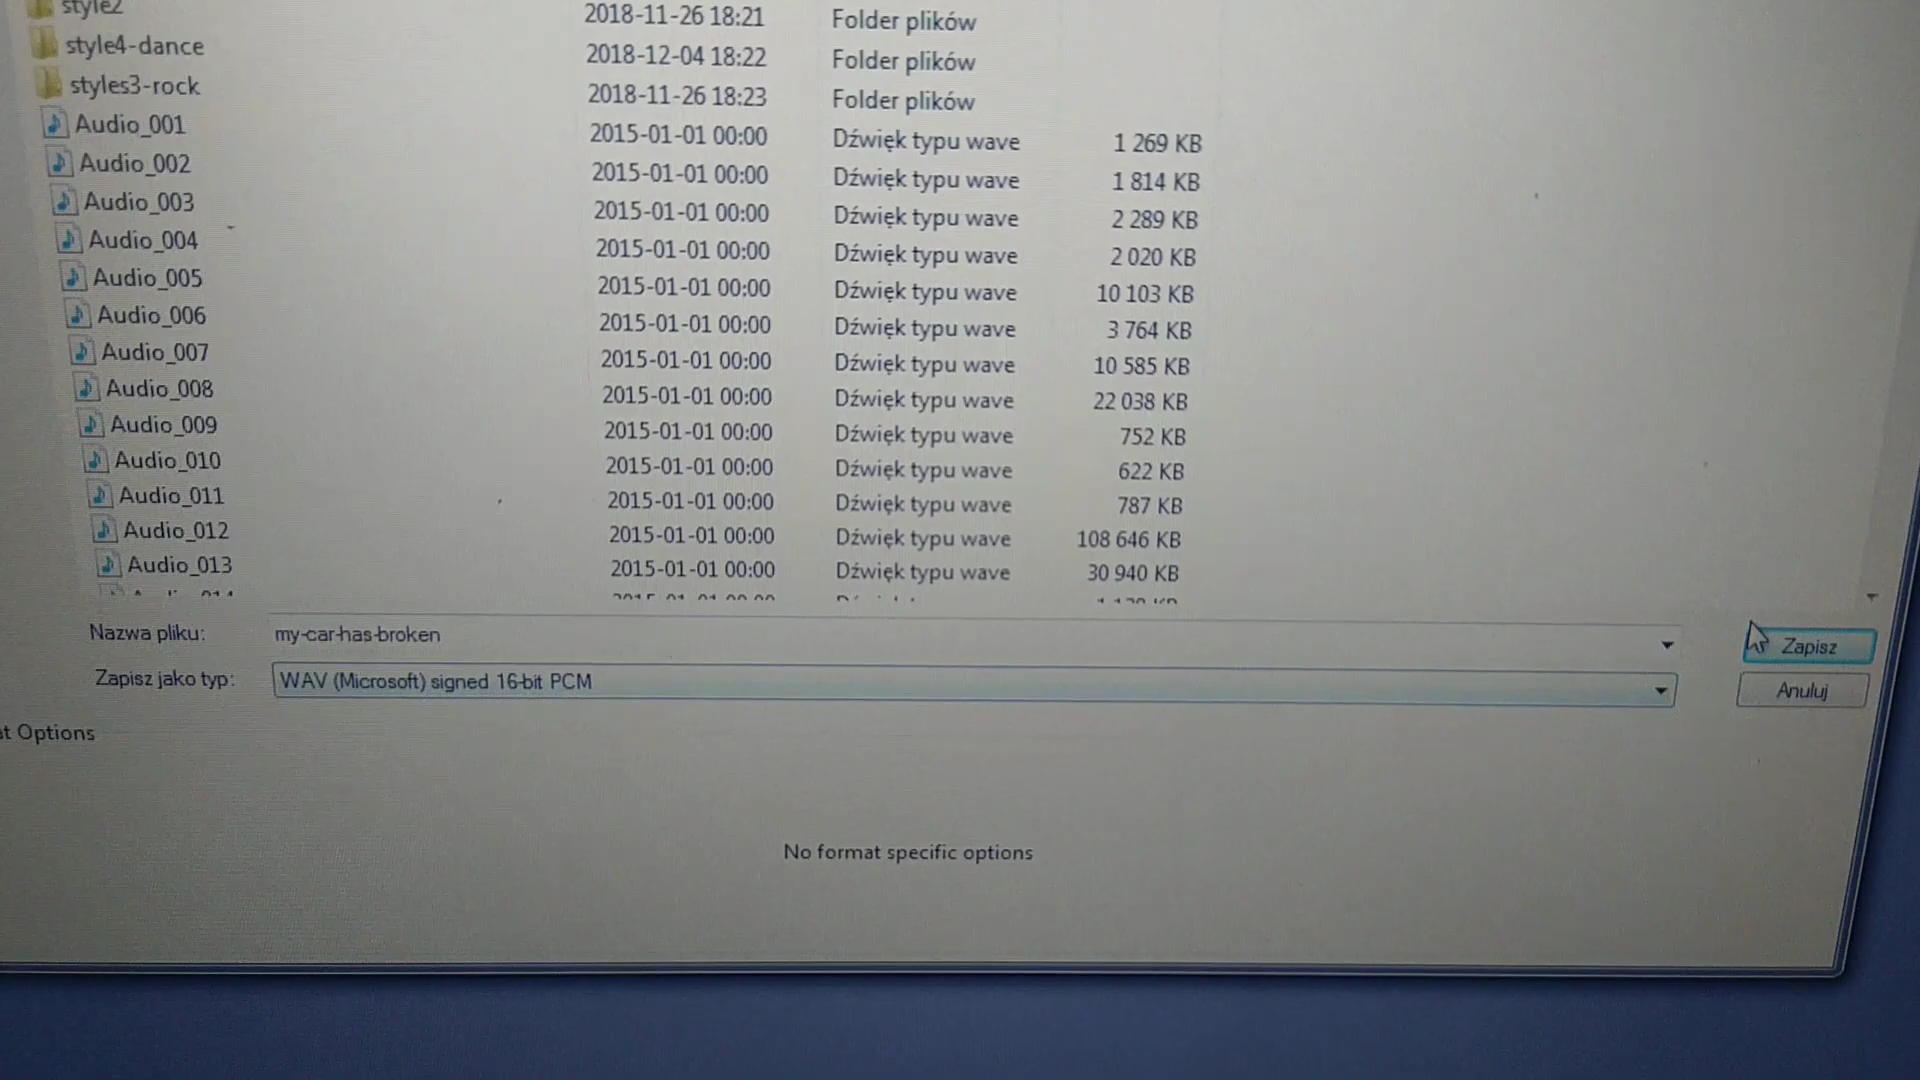 style2 2018-11-26 18:21 Folder plików
style4-dance 2018-12-04 18:22 Folder plików
styles3-rock 2018-11-26 18:23 Folder plików
Audio_001 2015-01-01 00:00 Dźwięk typu wave 1 269 KB
Audio_002 2015-01-01 00:00 Dźwięk typu wave 1 814 KB
Audio_003 2015-01-01 00:00 Dźwięk typu wave 2 289 KB
Audio_004 2015-01-01 00:00 Dźwięk typu wave 2 020 KB
Audio_005 2015-01-01 00:00 Dźwięk typu wave 10 103 KB
Audio_006 2015-01-01 00:00 Dźwięk typu wave 3 764 KB
Audio_007 2015-01-01 00:00 Dźwięk typu wave 10 585 KB
Audio_008 2015-01-01 00:00 Dźwięk typu wave 22 038 KB
Audio_009 2015-01-01 00:00 Dźwięk typu wave 752 KB
Audio_010 2015-01-01 00:00 Dźwięk typu wave 622 KB
Audio_011 2015-01-01 00:00 Dźwięk typu wave 787 KB
Audio_012 2015-01-01 00:00 Dźwięk typu wave 108 646 KB
Audio_013 2015-01-01 00:00 Dźwięk typu wave 30 940 KB
Nazwa pliku: my-car-has-broken Zapisz
Zapisz jako typ: WAV (Microsoft) signed 16-bit PCM Anuluj
Options
No format specific options